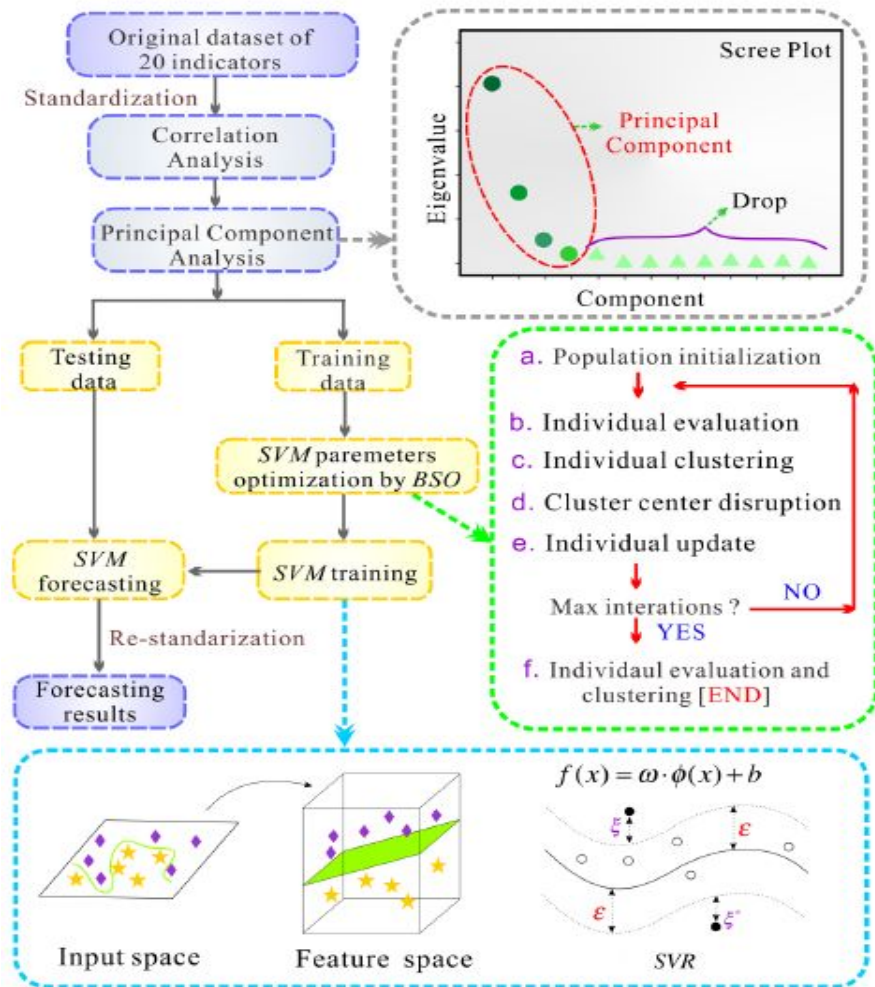 Original dataset of
20 indicators
Standardization
Correlation
Analysis
Principal Component
Analysis
Scree Plot
Principal
Component
Drop
Eigenvalue
Component
Testing
data
Training
data
SVM paremeters
optimization by BSO
SVM
forecasting
SVM training
Re-standarization
Forecasting
results
a. Population initialization
b. Individual evaluation
c. Individual clustering
d. Cluster center disruption
e. Individual update
Max interations ?
NO
YES
f. Individaul evaluation and
clustering [END]
Input space
Feature space
f(x) = ω·ϕ(x)+b
ξ
ε
ε
ξ*
SVR